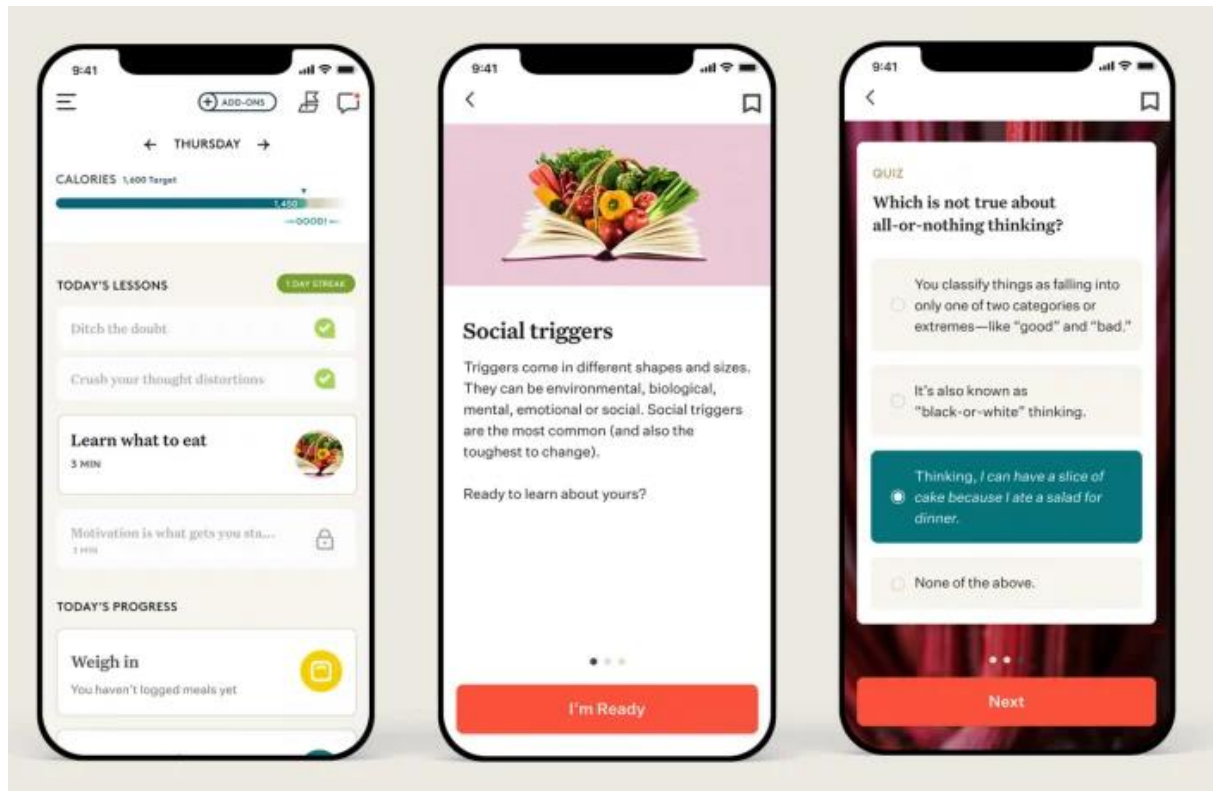 9:41
ADD-ONS
THURSDAY
CALORIES 1,600 Target
1,450
GOOD!
TODAY'S LESSONS
1 DAY STREAK
Ditch the doubt
Crush your thought distortions
Learn what to eat
3 MIN
Motivation is what gets you sta...
3 MIN
TODAY'S PROGRESS
Weigh in
You haven't logged meals yet
9:41
Social triggers
Triggers come in different shapes and sizes.
They can be environmental, biological,
mental, emotional or social. Social triggers
are the most common (and also the
toughest to change).
Ready to learn about yours?
I'm Ready
9:41
QUIZ
Which is not true about
all-or-nothing thinking?
You classify things as falling into
only one of two categories or
extremes—like "good" and "bad."
It's also known as
"black-or-white" thinking.
Thinking, I can have a slice of
cake because I ate a salad for
dinner.
None of the above.
Next